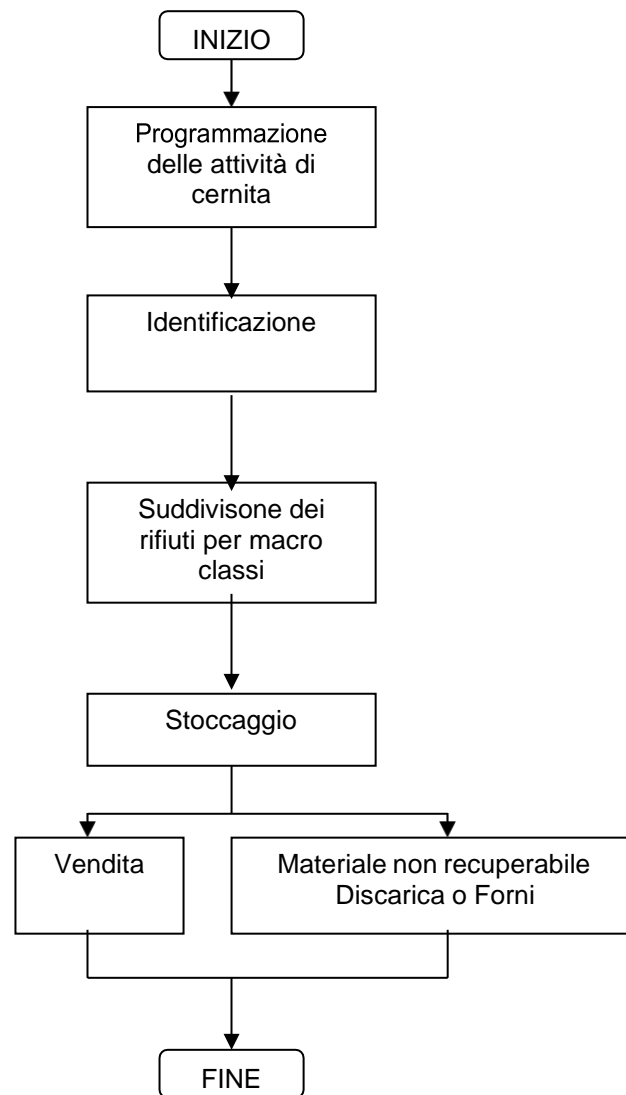 INIZIO
Programmazione
delle attività di
cernita
Identificazione
Suddivisone dei
rifiuti per macro
classi
Stoccaggio
Vendita
Materiale non recuperabile
Discarica o Forni
FINE